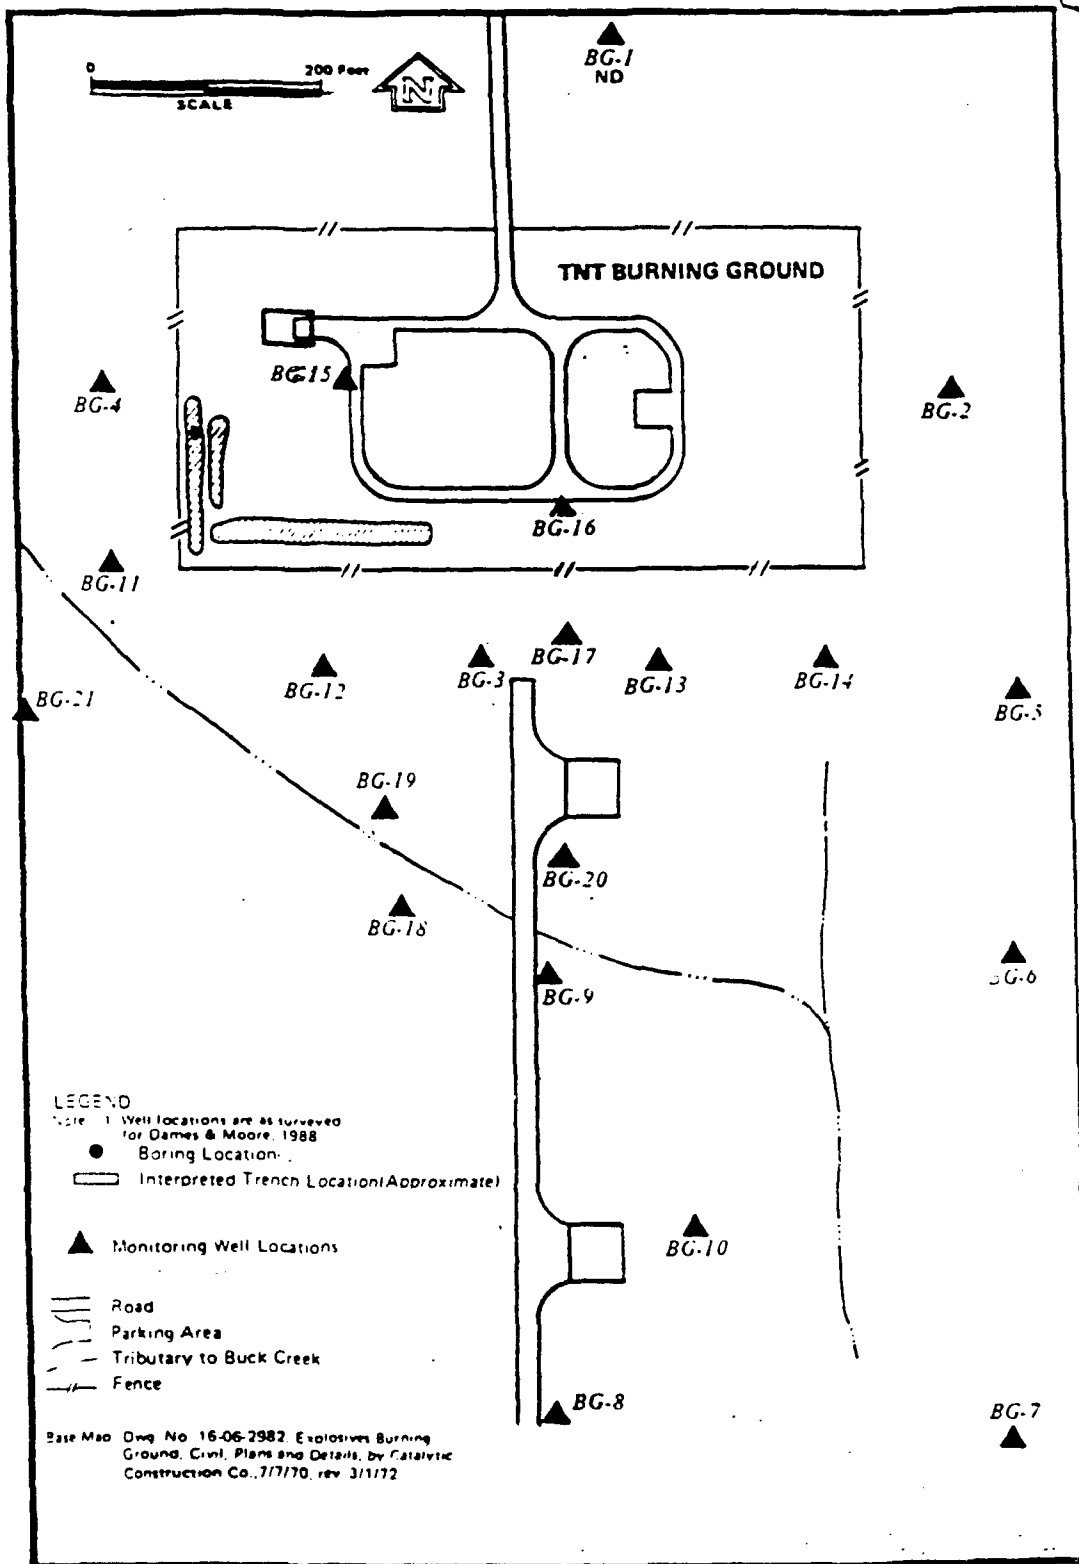 BG-1
ND
0 200 Feet
N
SCALE
TNT BURNING GROUND
BG-15
BG-4
BG-2
BG-16
BG-11
BG-17
BG-3
BG-12
BG-13
BG-14
BG-21
BG-5
BG-19
BG-20
BG-18
BG-6
BG-9
LEGEND
Note 1 Well locations are as surveyed
for Dames & Moore, 1988
Boring Location
Interpreted Trench Location(Approximate)
Monitoring Well Locations
BG-10
Road
Parking Area
Tributary to Buck Creek
Fence
BG-8
BG-7
Base Map Dwg No 16-06-2982, Explosives Burning
Ground, Civil, Plans and Details, by Catalytic
Construction Co.,7/7/70, rev 3/1/72